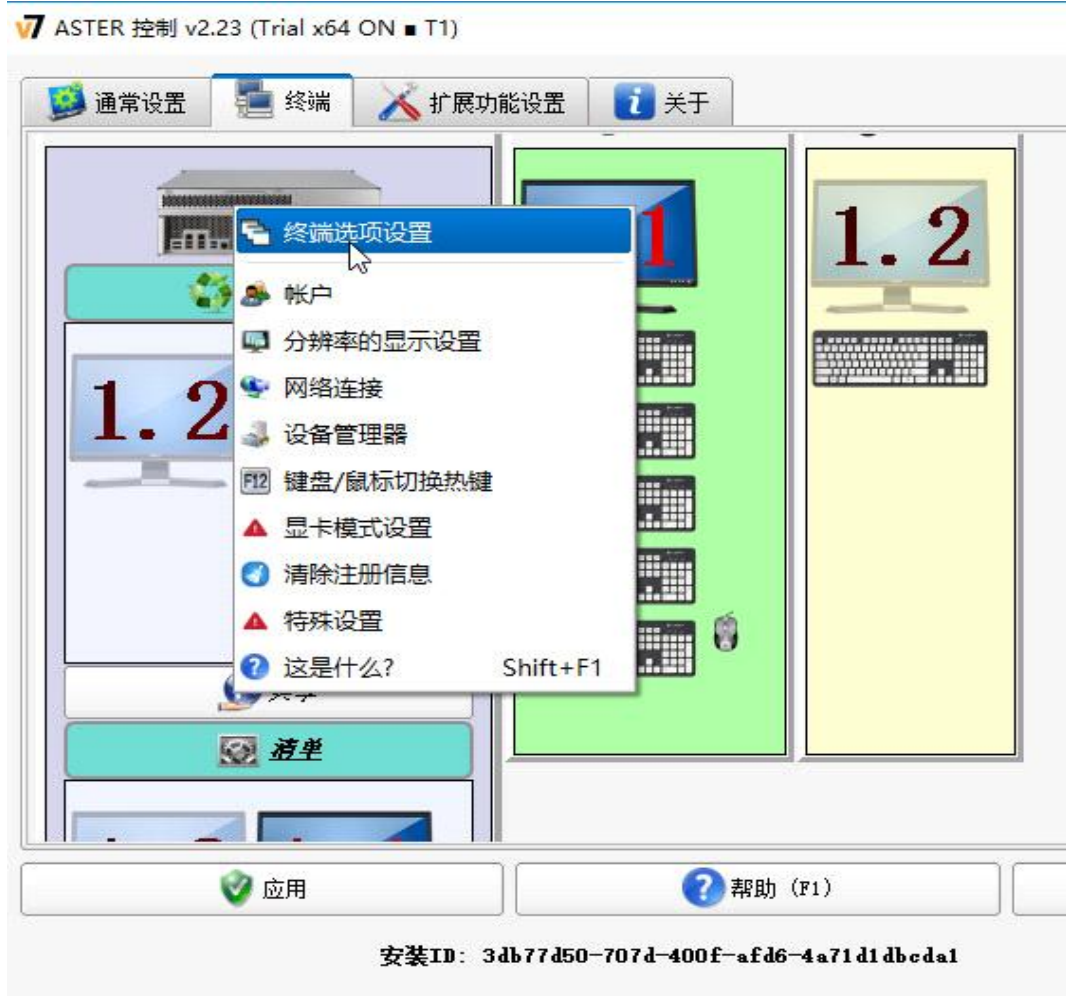 ASTER 控制 v2.23 (Trial x64 ON ■ T1)
通常设置 终端 扩展功能设置 关于
终端选项设置
帐户
分辨率的显示设置
网络连接
设备管理器
F12 键盘/鼠标切换热键
显卡模式设置
清除注册信息
特殊设置
这是什么? Shift+F1
1.2
1
1.2
清单
应用
帮助 (F1)
安装ID: 3db77d50-707d-400f-afd6-4a71d1dbcda1